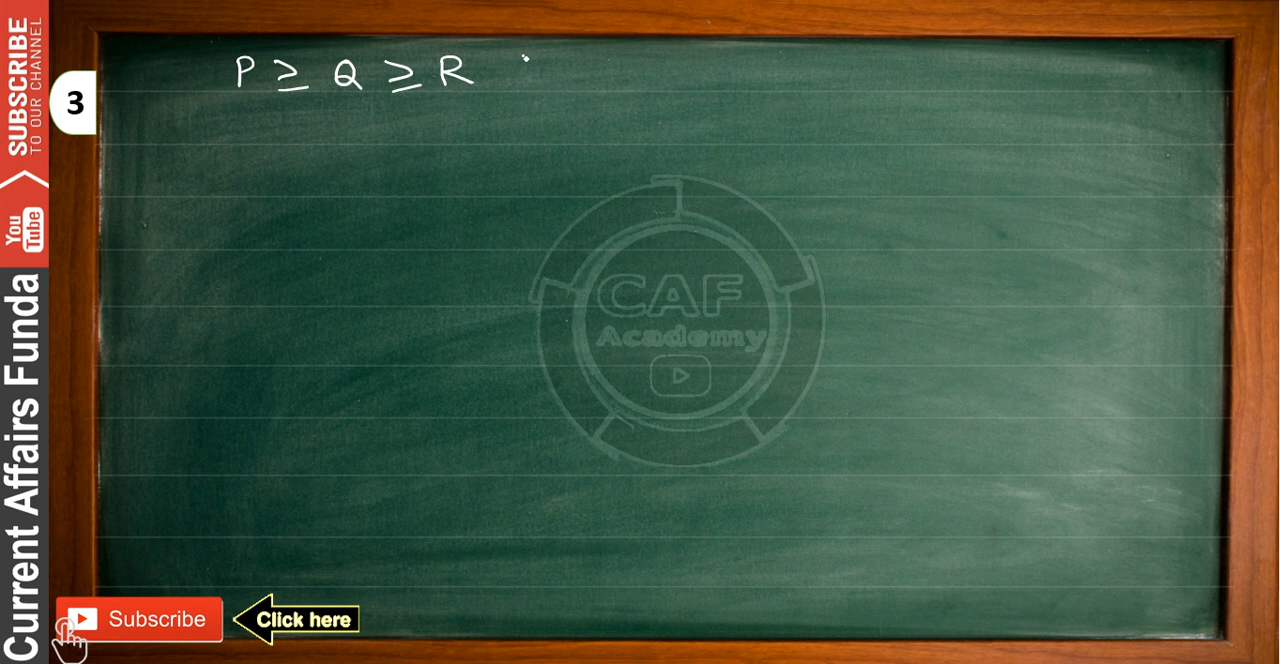 P ≥ Q ≥ R
3
SUBSCRIBE
TO OUR CHANNEL
You Tube
Current Affairs Funda
CAF
Academy
Subscribe
Click here